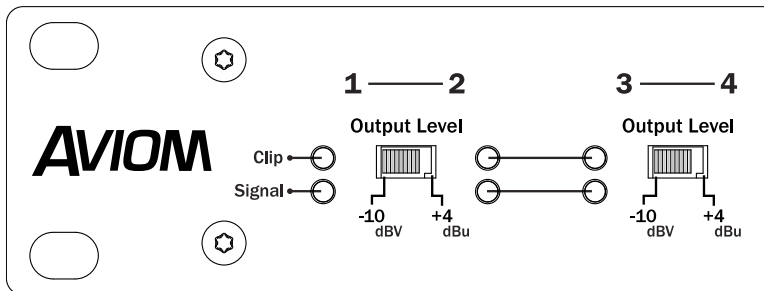 1 2
3 4
Output Level
Output Level
AVIOM
Clip
Signal
-10 dBV
+4 dBu
-10 dBV
+4 dBu